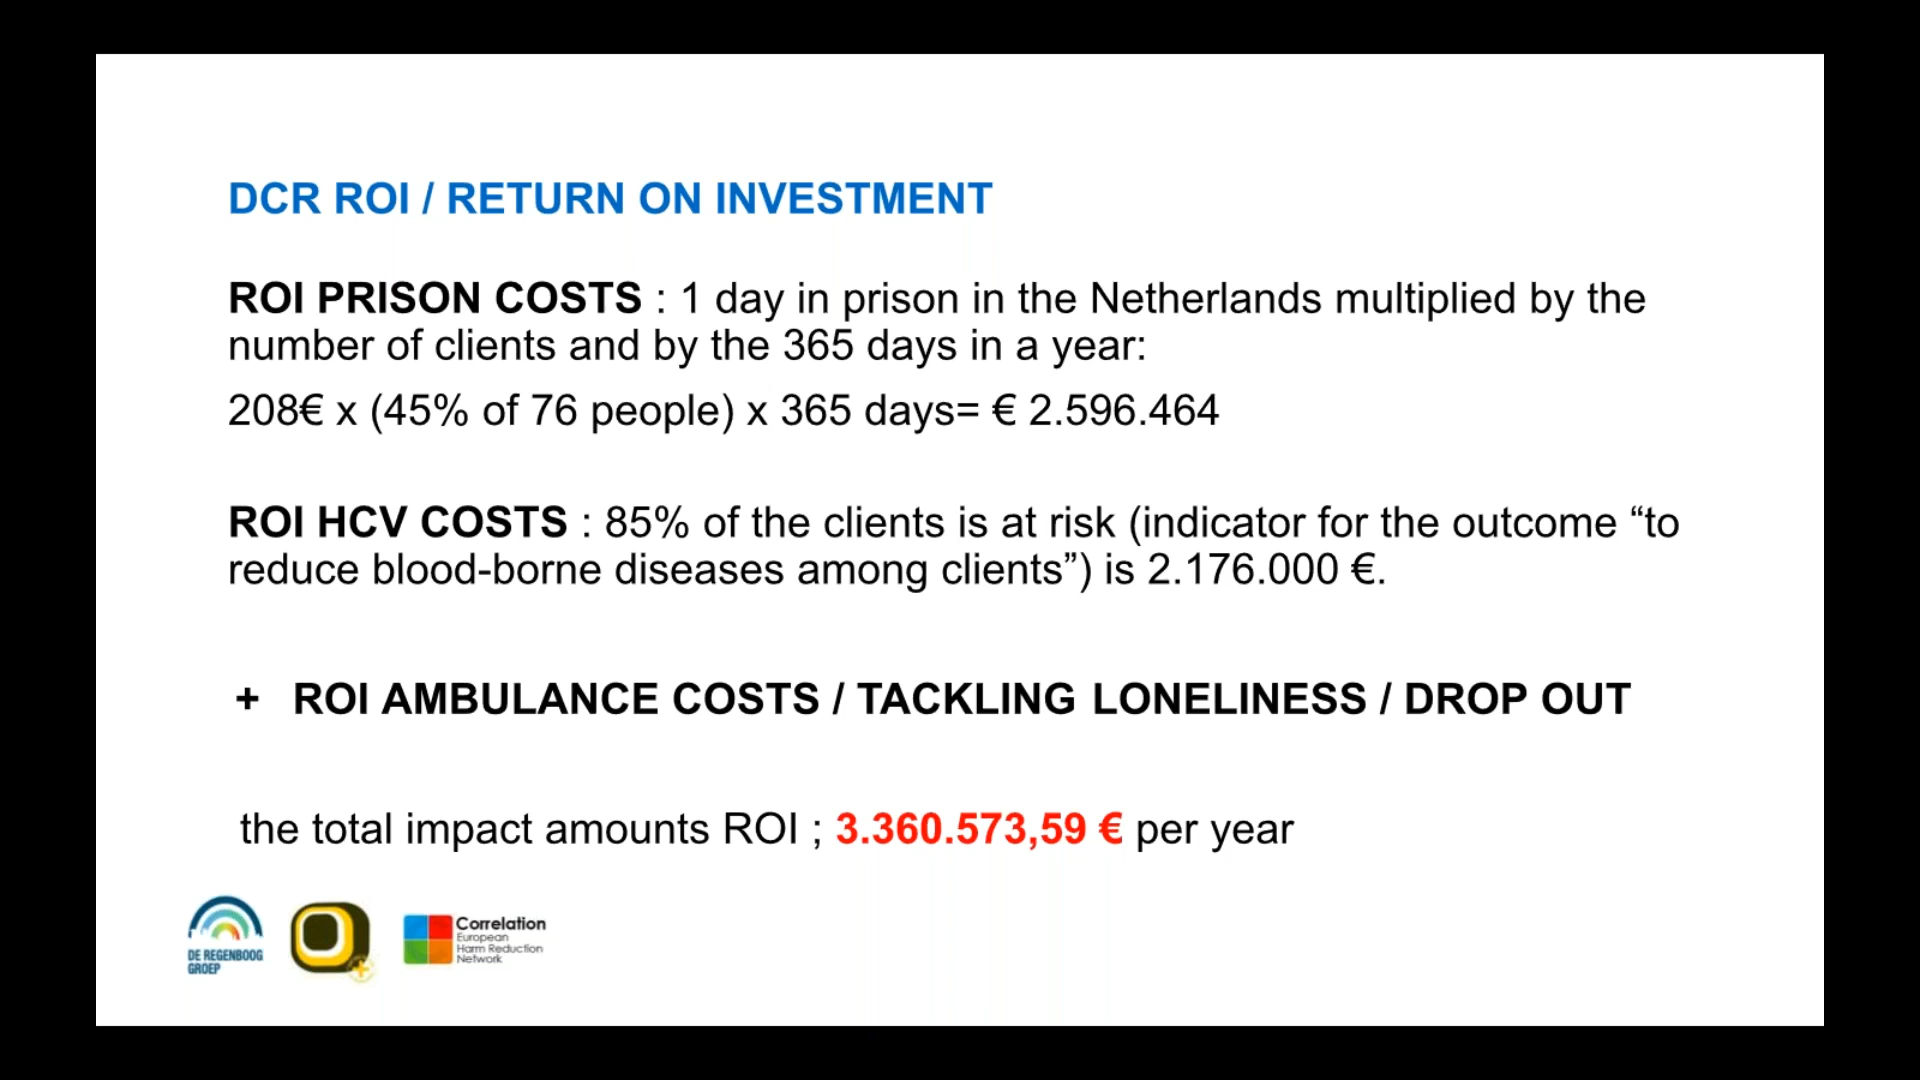 DCR ROI / RETURN ON INVESTMENT
ROI PRISON COSTS : 1 day in prison in the Netherlands multiplied by the
number of clients and by the 365 days in a year:
208€ x (45% of 76 people) x 365 days= € 2.596.464
ROI HCV COSTS : 85% of the clients is at risk (indicator for the outcome “to
reduce blood-borne diseases among clients”) is 2.176.000 €.
+ ROI AMBULANCE COSTS / TACKLING LONELINESS / DROP OUT
the total impact amounts ROI ; 3.360.573,59 € per year
DE REGENBOOG
GROEP
Correlation
European
Harm Reduction
Network